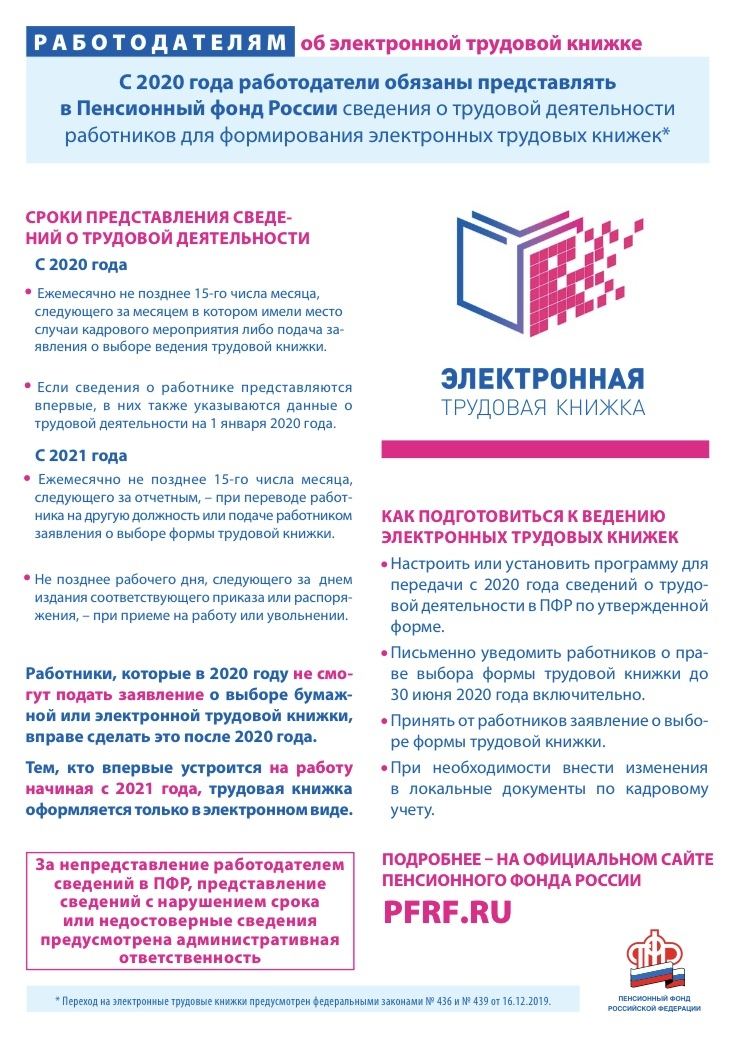 РАБОТОДАТЕЛЯМ об электронной трудовой книжке
С 2020 года работодатели обязаны представлять
в Пенсионный фонд России сведения о трудовой деятельности
работников для формирования электронных трудовых книжек*
СРОКИ ПРЕДСТАВЛЕНИЯ СВЕДЕ-
НИЙ О ТРУДОВОЙ ДЕЯТЕЛЬНОСТИ
С 2020 года
• Ежемесячно не позднее 15-го числа месяца,
следующего за месяцем в котором имели место
случаи кадрового мероприятия либо подача за-
явления о выборе ведения трудовой книжки.
• Если сведения о работнике представляются
впервые, в них также указываются данные о
трудовой деятельности на 1 января 2020 года.
С 2021 года
• Ежемесячно не позднее 15-го числа месяца,
следующего за отчетным, – при переводе работ-
ника на другую должность или подаче работником
заявления о выборе формы трудовой книжки.
• Не позднее рабочего дня, следующего за днем
издания соответствующего приказа или распоря-
жения, – при приеме на работу или увольнении.
Работники, которые в 2020 году не смо-
гут подать заявление о выборе бумаж-
ной или электронной трудовой книжки,
вправе сделать это после 2020 года.
Тем, кто впервые устроится на работу
начиная с 2021 года, трудовая книжка
оформляется только в электронном виде.
За непредставление работодателем
сведений в ПФР, представление
сведений с нарушением срока
или недостоверные сведения
предусмотрена административная
ответственность
ЭЛЕКТРОННАЯ
ТРУДОВАЯ КНИЖКА
КАК ПОДГОТОВИТЬСЯ К ВЕДЕНИЮ
ЭЛЕКТРОННЫХ ТРУДОВЫХ КНИЖЕК
• Настроить или установить программу для
передачи с 2020 года сведений о трудо-
вой деятельности в ПФР по утвержденной
форме.
• Письменно уведомить работников о пра-
ве выбора формы трудовой книжки до
30 июня 2020 года включительно.
• Принять от работников заявление о выбо-
ре формы трудовой книжки.
• При необходимости внести изменения
в локальные документы по кадровому
учету.
ПОДРОБНЕЕ – НА ОФИЦИАЛЬНОМ САЙТЕ
ПЕНСИОННОГО ФОНДА РОССИИ
PFRF.RU
ПФР
ПЕНСИОННЫЙ ФОНД
РОССИЙСКОЙ ФЕДЕРАЦИИ
* Переход на электронные трудовые книжки предусмотрен федеральными законами № 436 и № 439 от 16.12.2019.